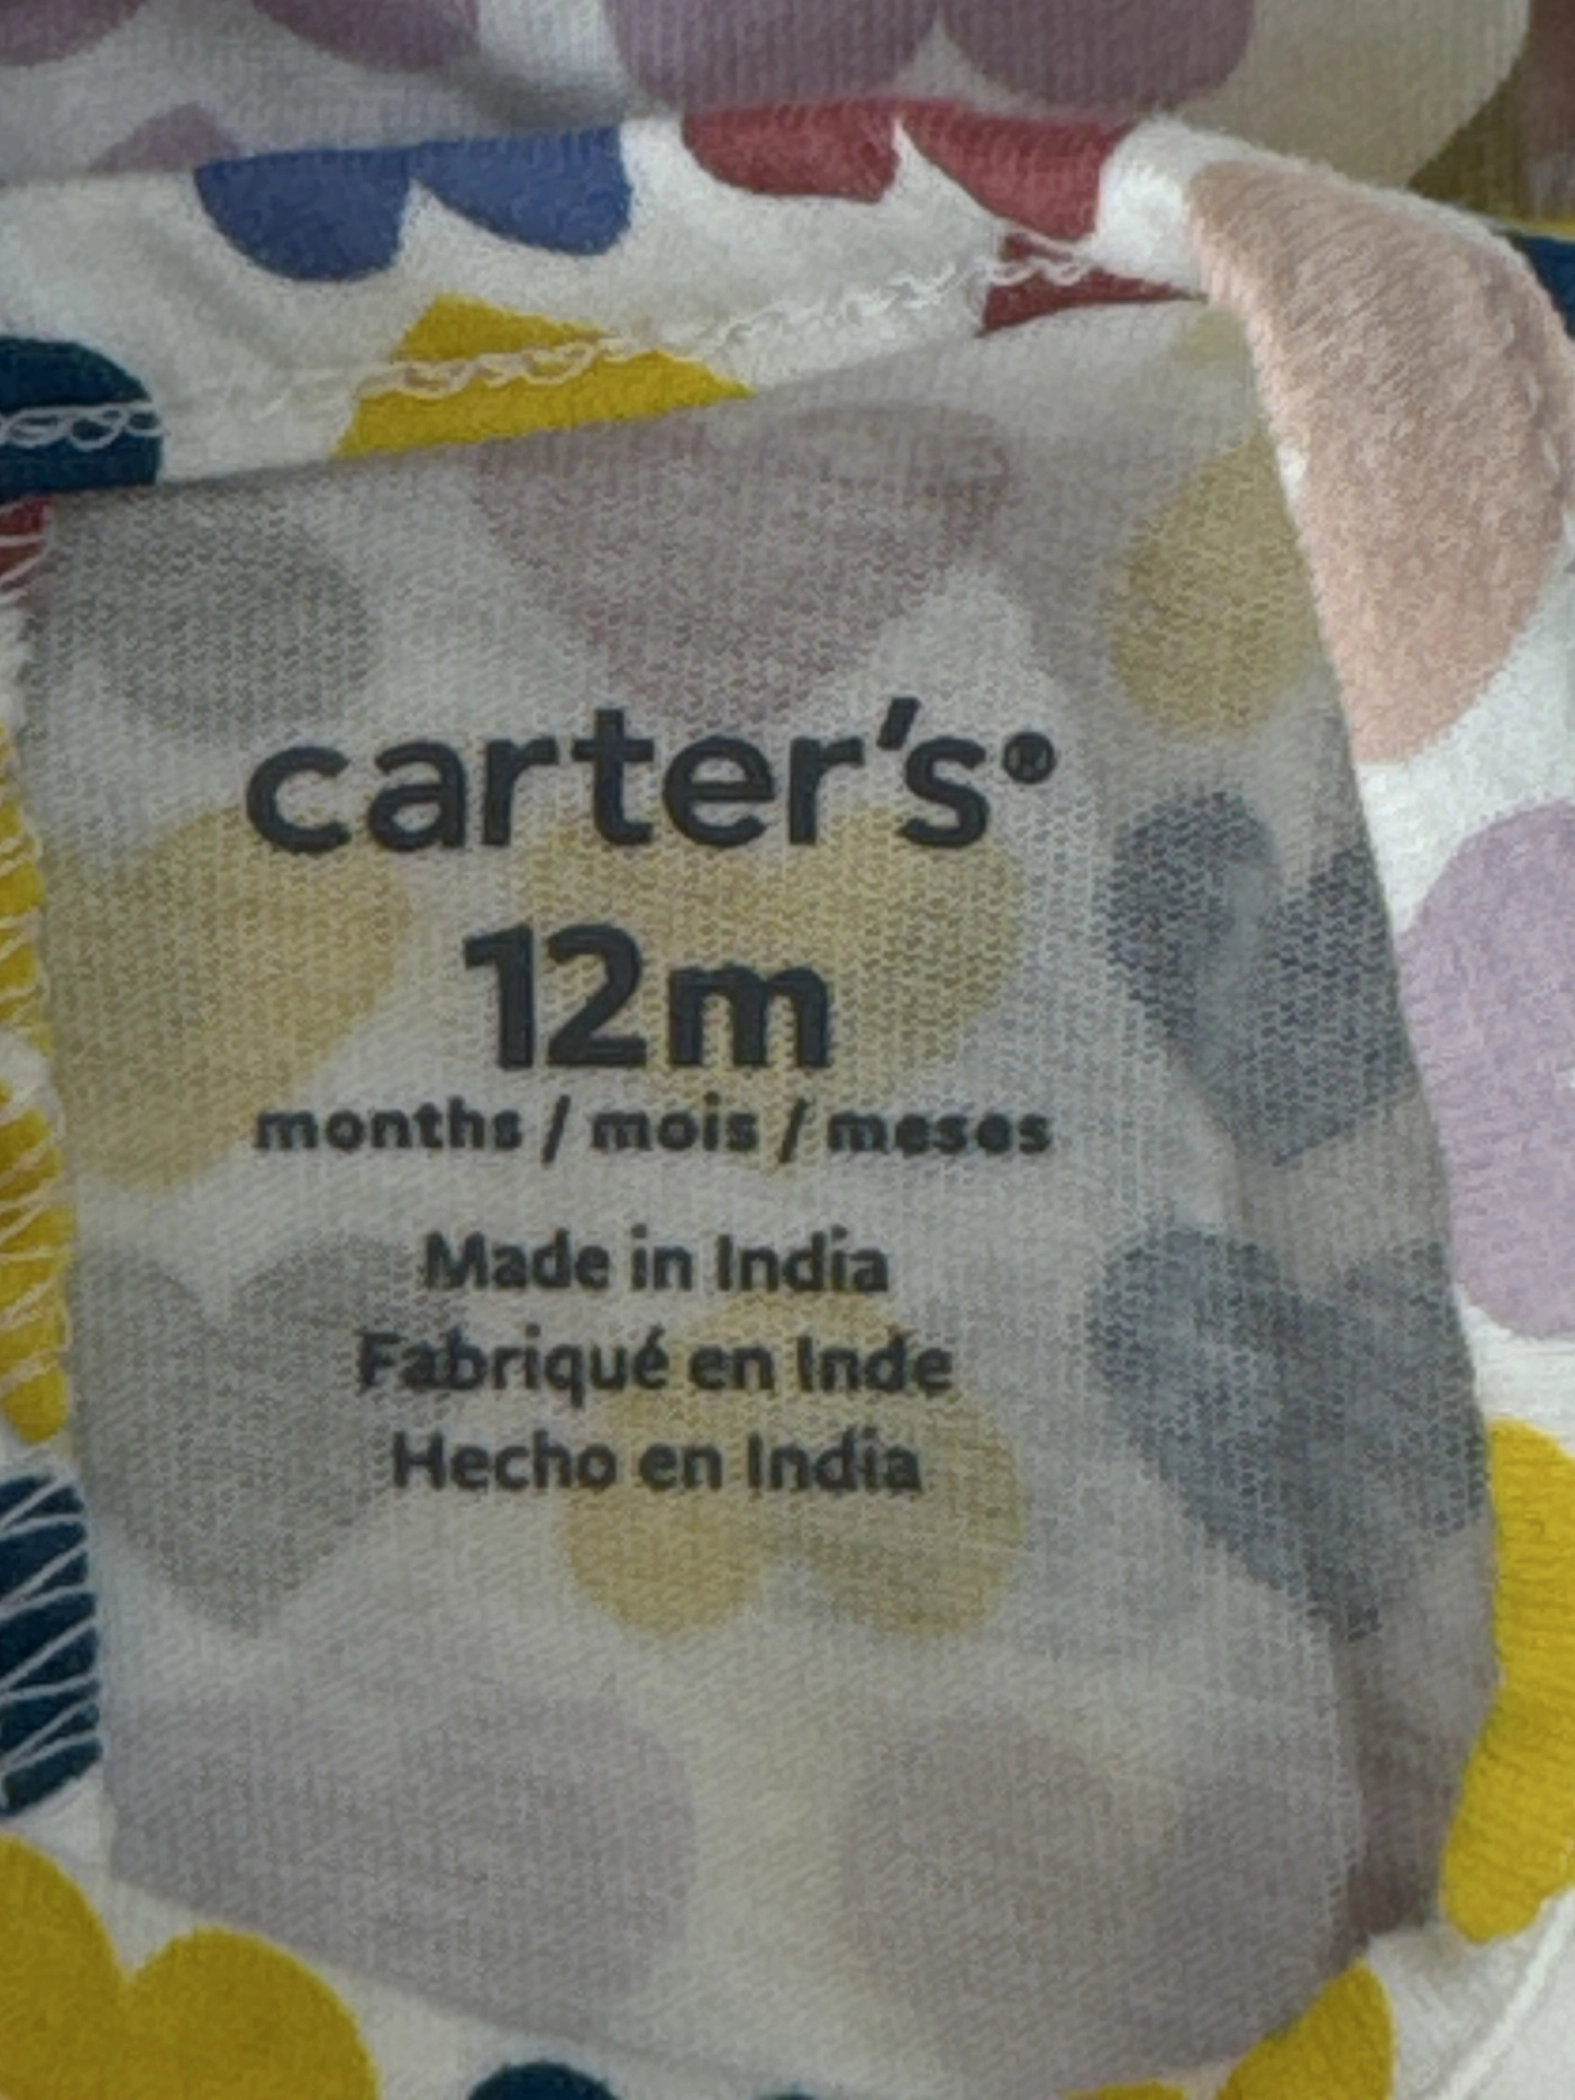 carter's®
12m
months / mois / meses
Made in India
Fabriqué en Inde
Hecho en India